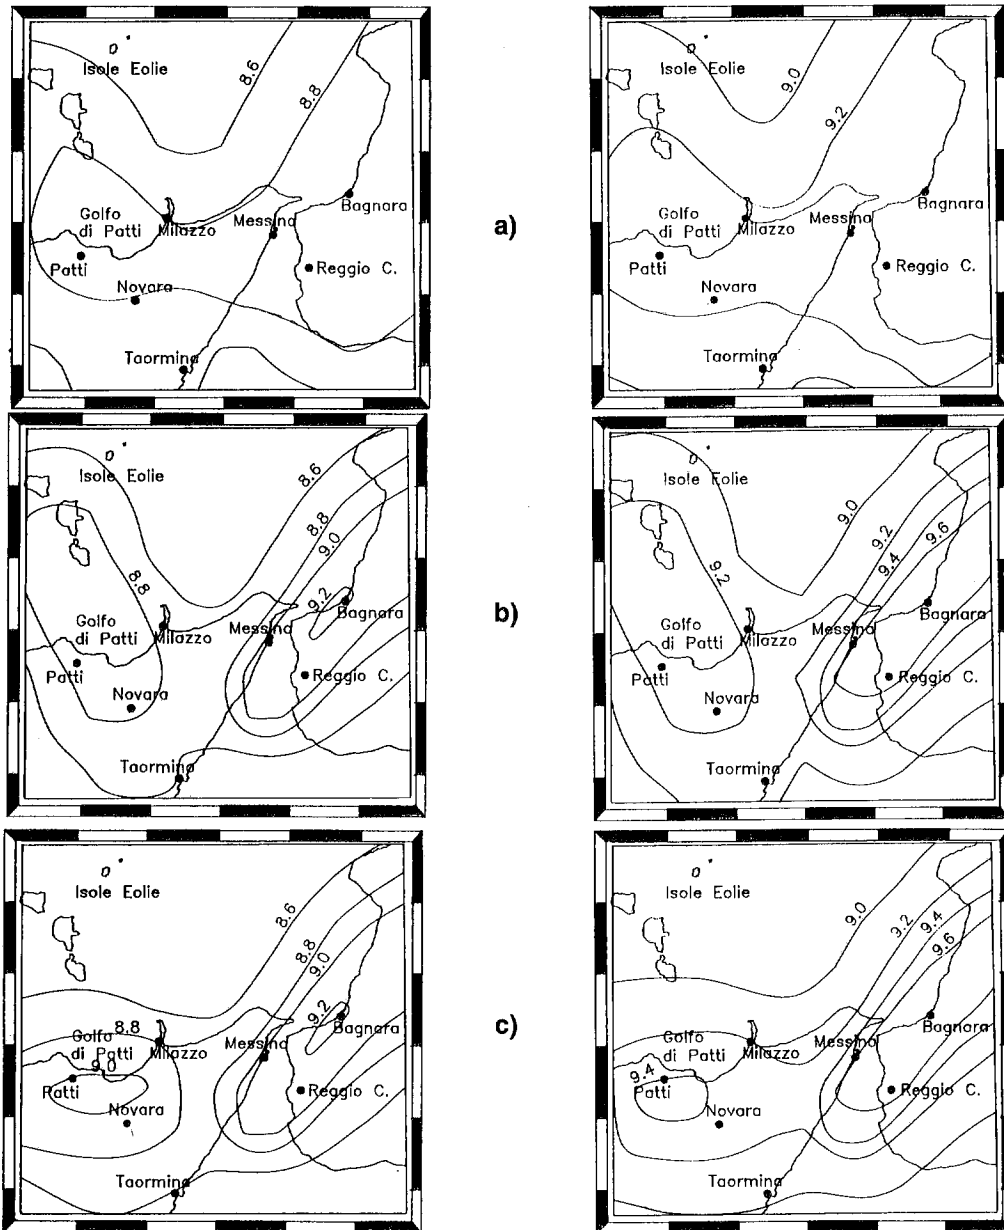 Isole Eolie
8.6
8.8
Golfo
di Patti
Milazzo
Messina
Bagnara
Patti
Reggio C.
Novara
Taormina
a)
Isole Eolie
9.0
9.2
Golfo
di Patti
Milazzo
Messina
Bagnara
Patti
Reggio C.
Novara
Taormina
Isole Eolie
8.6
8.8
9.0
8.8
9.2
Golfo
di Patti
Milazzo
Messina
Bagnara
Patti
Reggio C.
Novara
Taormina
b)
Isole Eolie
9.0
9.2
9.4
9.6
9.2
Golfo
di Patti
Milazzo
Messina
Bagnara
Patti
Reggio C.
Novara
Taormina
Isole Eolie
8.6
8.8
9.0
9.2
8.8
Golfo
di Patti
9.0
Milazzo
Messina
Bagnara
Patti
Reggio C.
Novara
Taormina
c)
Isole Eolie
9.0
9.2
9.4
9.6
Golfo
di Patti
Milazzo
Messina
Bagnara
9.4
Patti
Reggio C.
Novara
Taormina